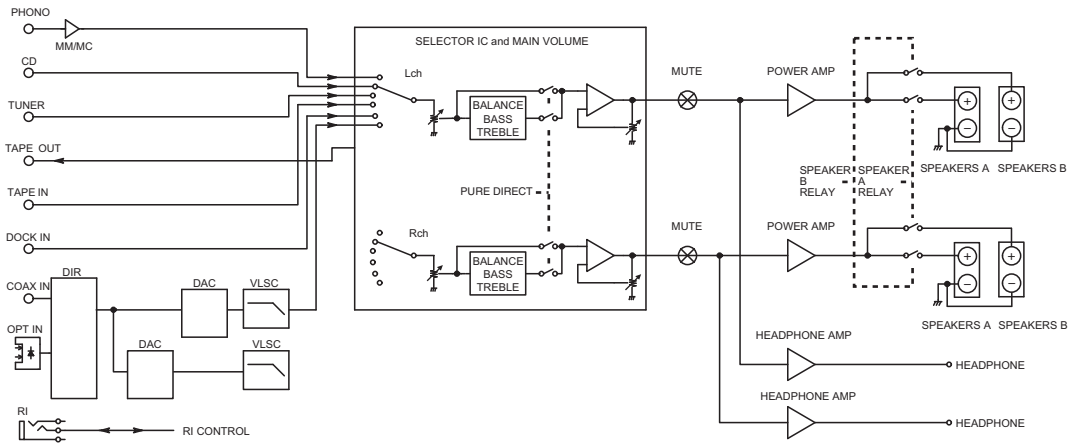 PHONO
MM/MC
CD
TUNER
TAPE OUT
TAPE IN
DOCK IN
DIR
COAX IN
OPT IN
DAC
VLSC
DAC
VLSC
RI
RI CONTROL
SELECTOR IC and MAIN VOLUME
Lch
BALANCE
BASS
TREBLE
PURE DIRECT
Rch
BALANCE
BASS
TREBLE
MUTE
POWER AMP
SPEAKER
B
RELAY
SPEAKER
A
RELAY
+
−
+
−
SPEAKERS A
SPEAKERS B
MUTE
POWER AMP
+
−
+
−
SPEAKERS A
SPEAKERS B
HEADPHONE AMP
HEADPHONE
HEADPHONE AMP
HEADPHONE